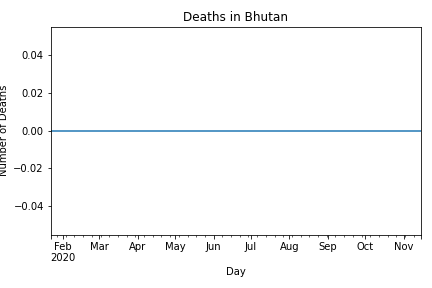 Deaths in Bhutan
Number of Deaths
0.04
0.02
0.00
−0.02
−0.04
Feb Mar Apr May Jun Jul Aug Sep Oct Nov
2020
Day